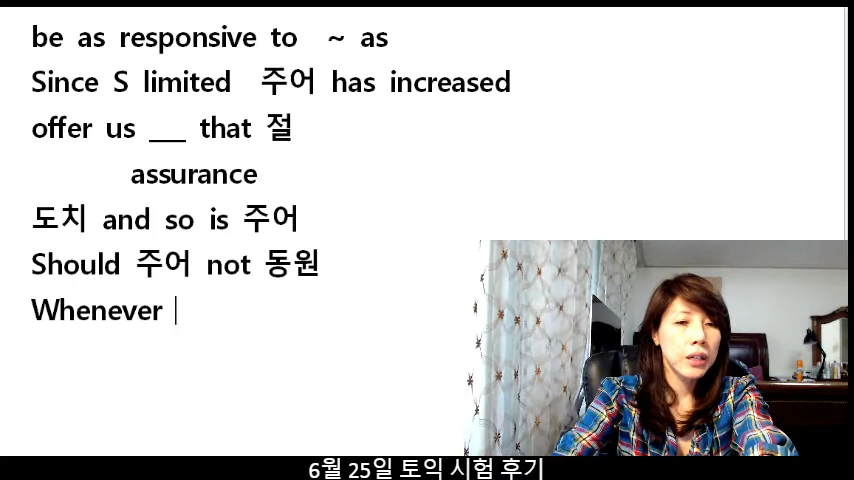 be as responsive to ~ as
Since S limited 주어 has increased
offer us ___ that 절
assurance
도치 and so is 주어
Should 주어 not 동원
Whenever
6월 25일 토익 시험 후기